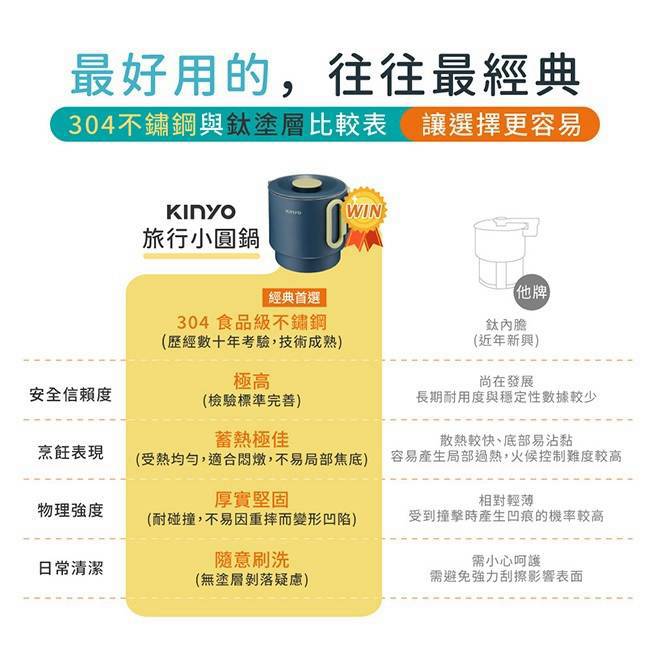 最好用的，往往最經典
304不鏽鋼與鈦塗層比較表 讓選擇更容易
KINYO
旅行小圓鍋
KINYO
WIN
他牌
經典首選
304 食品級不鏽鋼
(歷經數十年考驗,技術成熟)
鈦內膽
(近年新興)
安全信賴度
極高
(檢驗標準完善)
尚在發展
長期耐用度與穩定性數據較少
烹飪表現
蓄熱極佳
(受熱均勻,適合悶燉,不易局部焦底)
散熱較快、底部易沾黏
容易產生局部過熱,火候控制難度較高
物理強度
厚實堅固
(耐碰撞,不易因重摔而變形凹陷)
相對輕薄
受到撞擊時產生凹痕的機率較高
日常清潔
隨意刷洗
(無塗層剝落疑慮)
需小心呵護
需避免強力刮擦影響表面